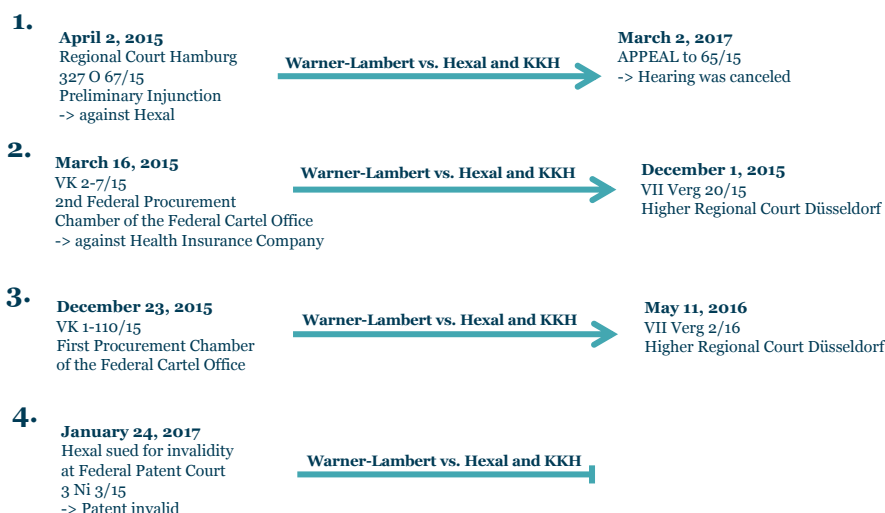 1.
April 2, 2015
Regional Court Hamburg
327 O 67/15
Preliminary Injunction
-> against Hexal
Warner-Lambert vs. Hexal and KKH
March 2, 2017
APPEAL to 65/15
-> Hearing was canceled
2.
March 16, 2015
VK 2-7/15
2nd Federal Procurement
Chamber of the Federal Cartel Office
-> against Health Insurance Company
Warner-Lambert vs. Hexal and KKH
December 1, 2015
VII Verg 20/15
Higher Regional Court Düsseldorf
3.
December 23, 2015
VK 1-110/15
First Procurement Chamber
of the Federal Cartel Office
Warner-Lambert vs. Hexal and KKH
May 11, 2016
VII Verg 2/16
Higher Regional Court Düsseldorf
4.
January 24, 2017
Hexal sued for invalidity
at Federal Patent Court
3 Ni 3/15
-> Patent invalid
Warner-Lambert vs. Hexal and KKH